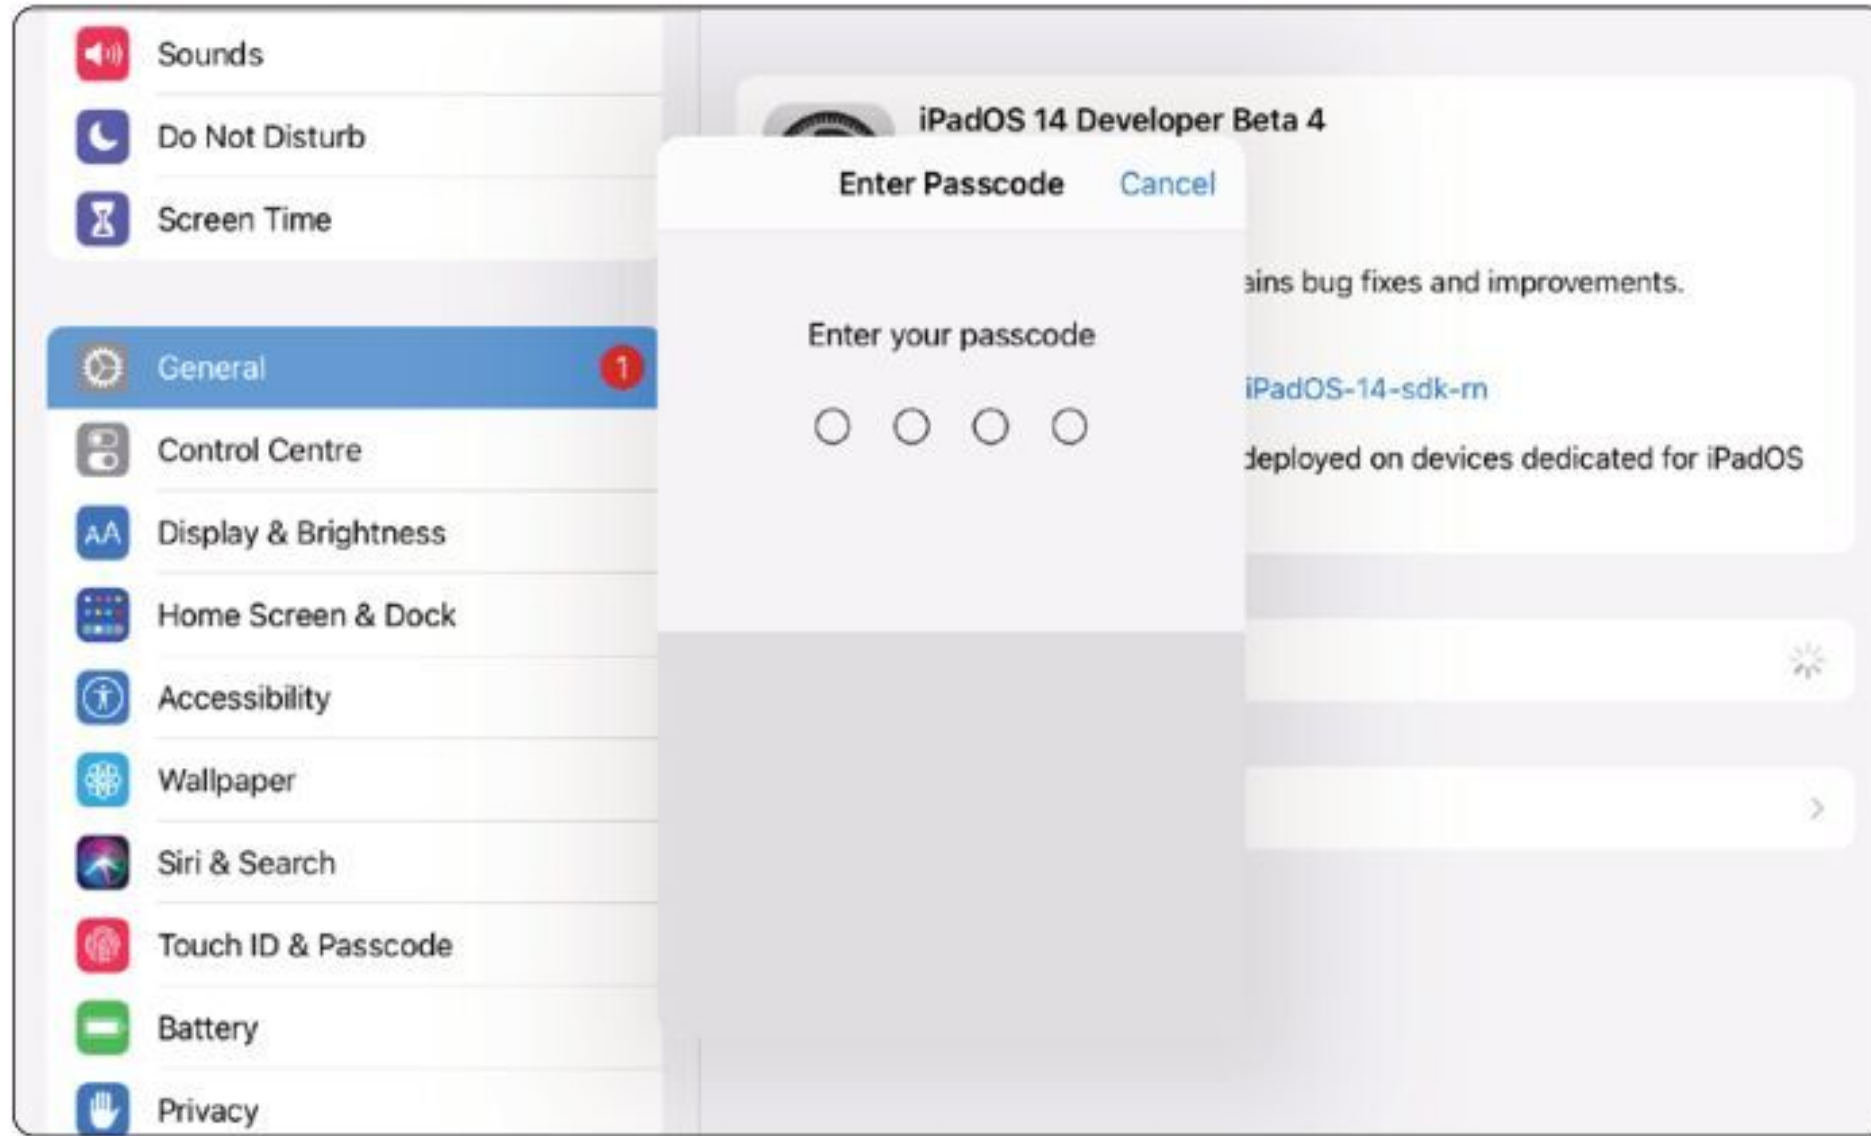 Sounds
Do Not Disturb
Screen Time
General
1
Control Centre
AA
Display & Brightness
Home Screen & Dock
Accessibility
Wallpaper
Siri & Search
Touch ID & Passcode
Battery
Privacy
iPadOS 14 Developer Beta 4
Enter Passcode
Cancel
Enter your passcode
ains bug fixes and improvements.
iPadOS-14-sdk-rn
deployed on devices dedicated for iPadOS